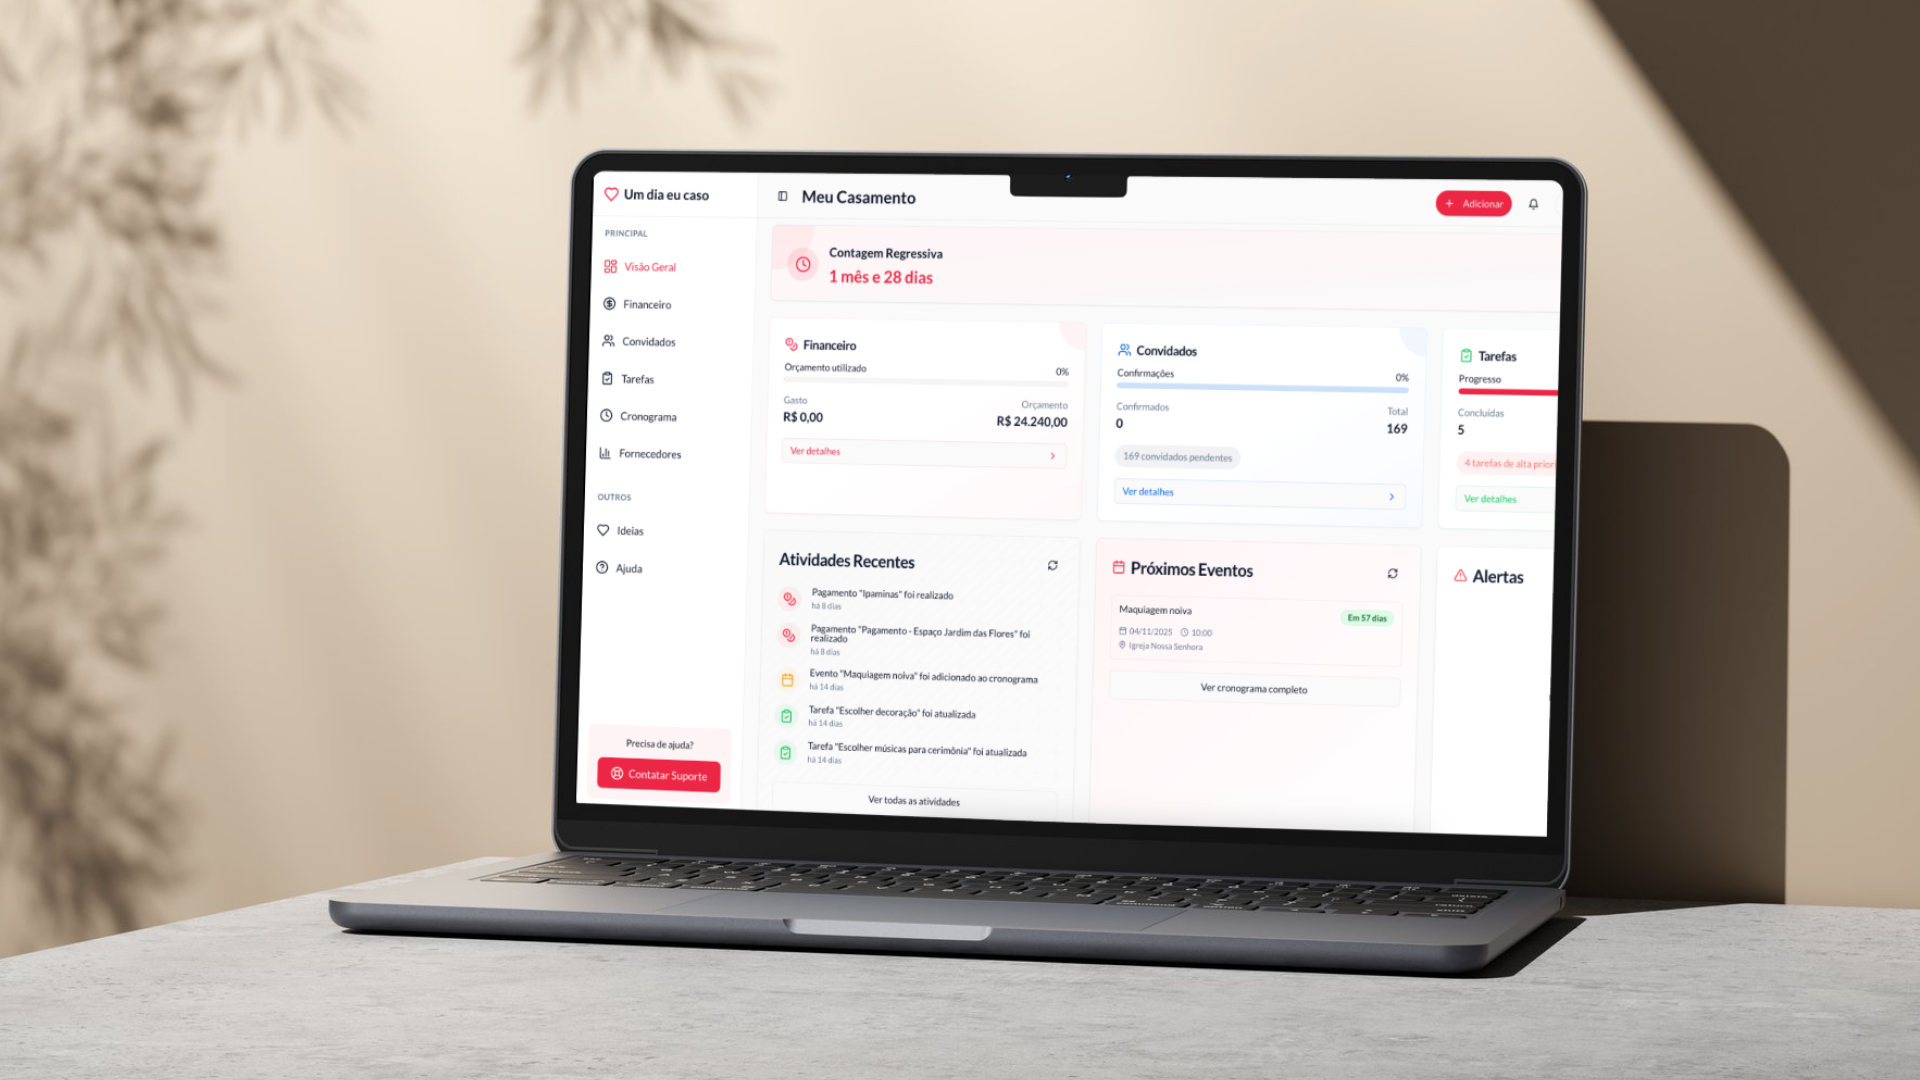 Um dia eu caso
PRINCIPAL
Visão Geral
Financeiro
Convidados
Tarefas
Cronograma
Fornecedores
OUTROS
Ideias
Ajuda
Precisa de ajuda?
Contatar Suporte
Meu Casamento
+ Adicionar
Contagem Regressiva
1 mês e 28 dias
Financeiro
Orçamento utilizado 0%
Gasto Orçamento
R$ 0,00 R$ 24.240,00
Ver detalhes
Convidados
Confirmações 0%
Confirmados Total
0 169
169 convidados pendentes
Ver detalhes
Tarefas
Progresso
Concluídas
5
4 tarefas de alta prior
Ver detalhes
Atividades Recentes
Pagamento "Ipaminas" foi realizado
há 8 dias
Pagamento "Pagamento - Espaço Jardim das Flores" foi
realizado
há 8 dias
Evento "Maquiagem noiva" foi adicionado ao cronograma
há 14 dias
Tarefa "Escolher decoração" foi atualizada
há 14 dias
Tarefa "Escolher músicas para cerimônia" foi atualizada
há 14 dias
Ver todas as atividades
Próximos Eventos
Maquiagem noiva
Em 57 dias
04/11/2025 10:00
Igreja Nossa Senhora
Ver cronograma completo
Alertas